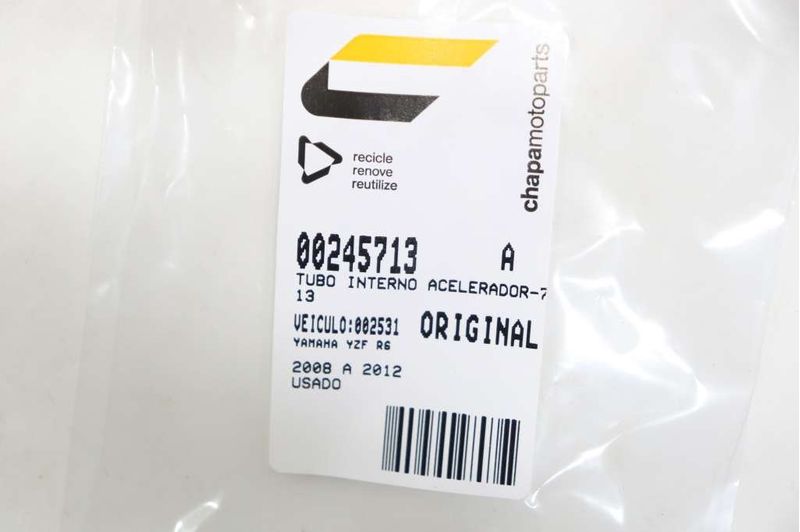 chapamotoparts
recicle
renove
reutilize
00245713 A
TUBO INTERNO ACELERADOR-7
13
VEICULO:002531 ORIGINAL
YAMAHA YZF R6
2008 A 2012
USADO